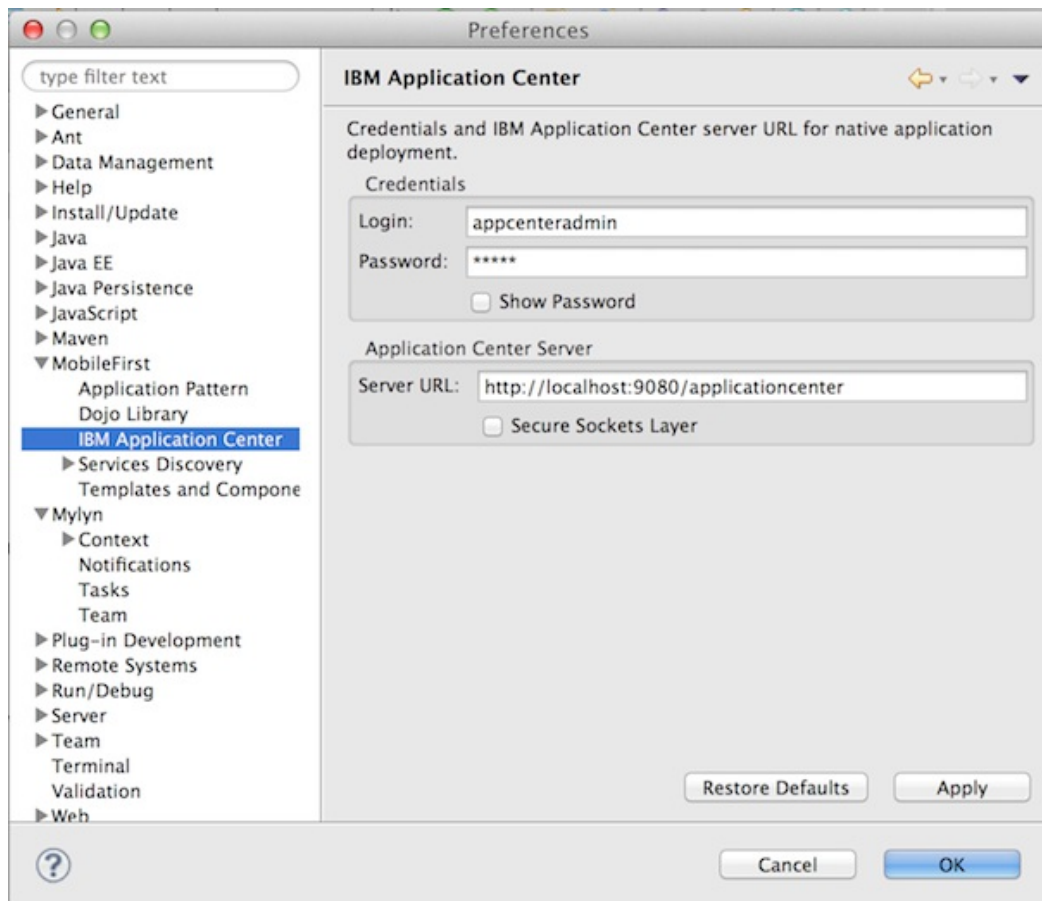 Preferences
type filter text
General
Ant
Data Management
Help
Install/Update
Java
Java EE
Java Persistence
JavaScript
Maven
MobileFirst
Application Pattern
Dojo Library
IBM Application Center
Services Discovery
Templates and Compone
Mylyn
Context
Notifications
Tasks
Team
Plug-in Development
Remote Systems
Run/Debug
Server
Team
Terminal
Validation
Web
IBM Application Center
Credentials and IBM Application Center server URL for native application
deployment.
Credentials
Login: appcenteradmin
Password: *****
Show Password
Application Center Server
Server URL: http://localhost:9080/applicationcenter
Secure Sockets Layer
Restore Defaults Apply
? Cancel OK